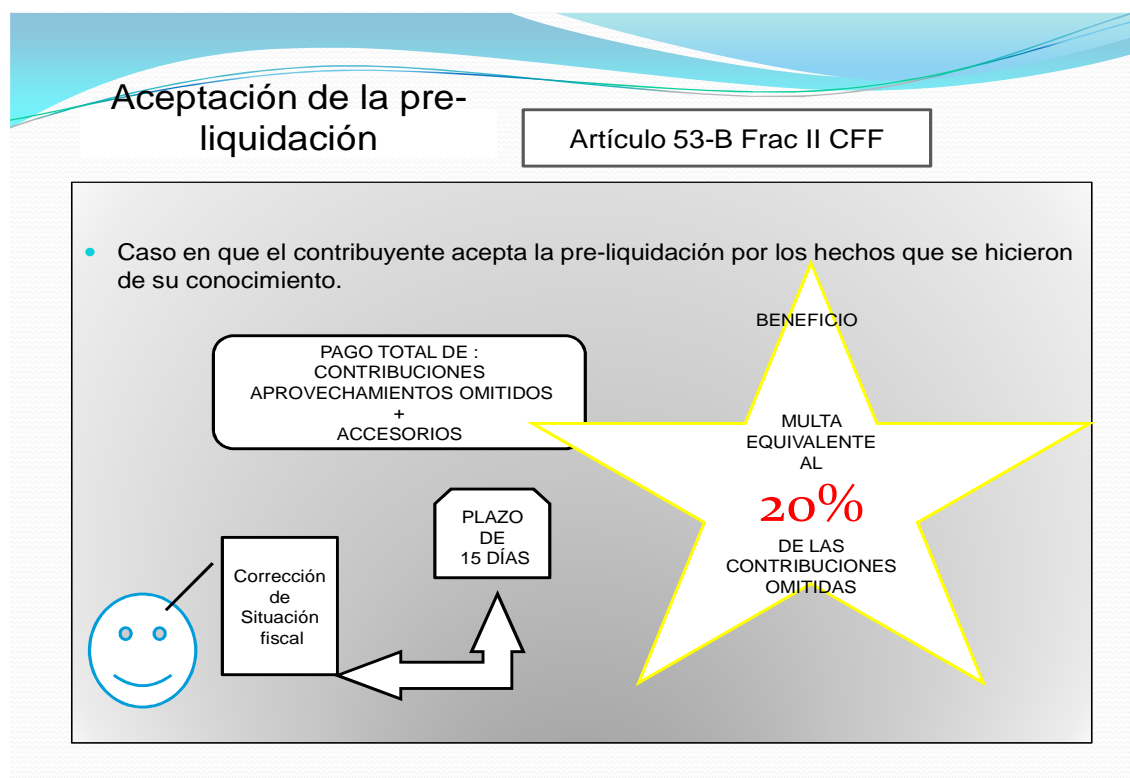 Aceptación de la pre-
liquidación
Artículo 53-B Frac II CFF
Caso en que el contribuyente acepta la pre-liquidación por los hechos que se hicieron
de su conocimiento.
PAGO TOTAL DE :
CONTRIBUCIONES
APROVECHAMIENTOS OMITIDOS
+
ACCESORIOS
BENEFICIO
MULTA
EQUIVALENTE
AL
20%
DE LAS
CONTRIBUCIONES
OMITIDAS
PLAZO
DE
15 DÍAS
Corrección
de
Situación
fiscal